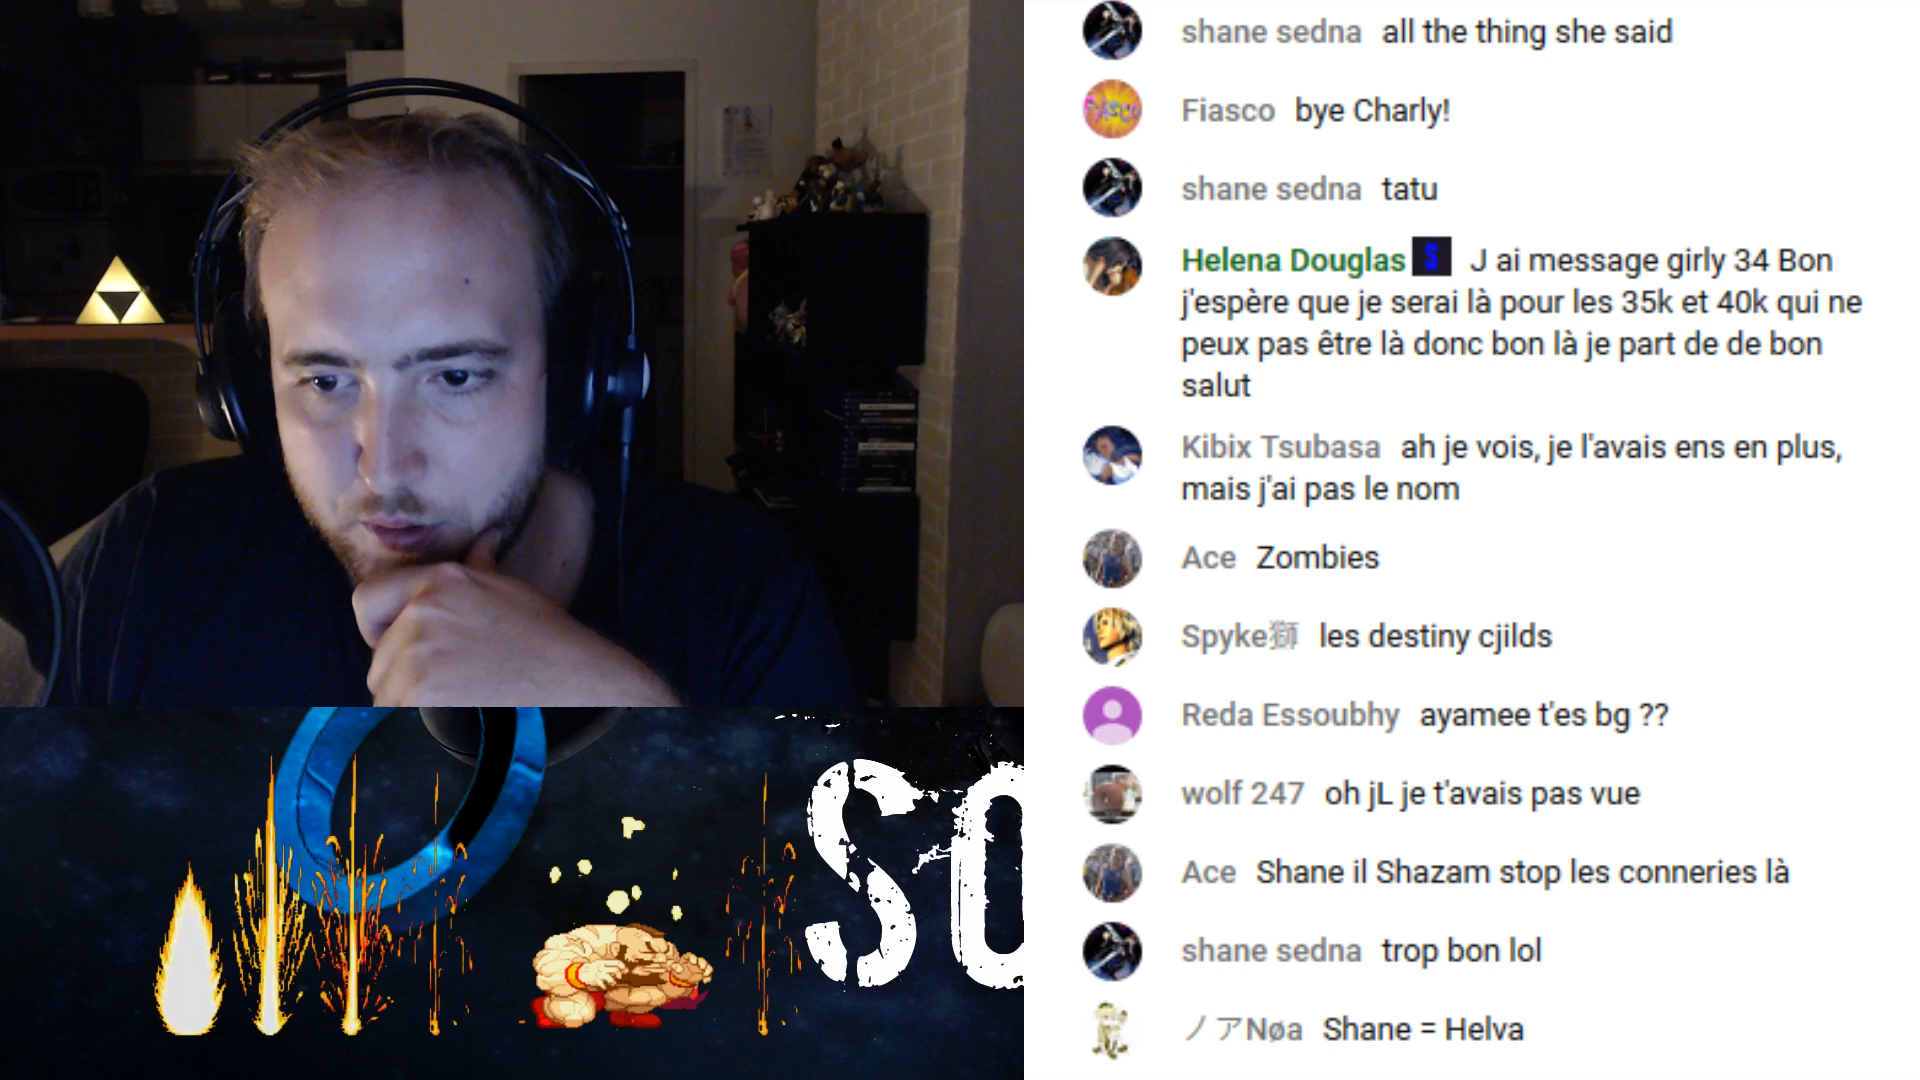 shane sedna all the thing she said
Fiasco bye Charly!
shane sedna tatu
Helena Douglas S J ai message girly 34 Bon
j'espère que je serai là pour les 35k et 40k qui ne
peux pas être là donc bon là je part de de bon
salut
Kibix Tsubasa ah je vois, je l'avais ens en plus,
mais j'ai pas le nom
Ace Zombies
Spyke獅 les destiny cjilds
Reda Essoubhy ayamee t'es bg ??
wolf 247 oh jL je t'avais pas vue
Ace Shane il Shazam stop les conneries là
shane sedna trop bon lol
ノアNøa Shane = Helva
SO